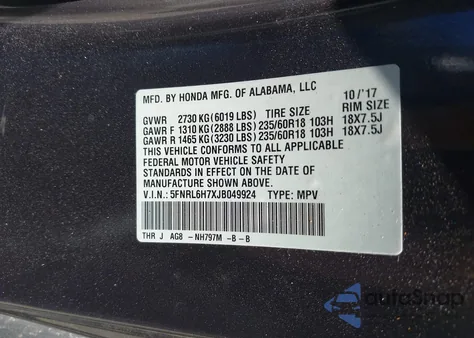 MFD. BY HONDA MFG. OF ALABAMA, LLC
10/'17
GVWR 2730 KG(6019 LBS) TIRE SIZE RIM SIZE
GAWR F 1310 KG(2888 LBS) 235/60R18 103H 18X7.5J
GAWR R 1465 KG(3230 LBS) 235/60R18 103H 18X7.5J
THIS VEHICLE CONFORMS TO ALL APPLICABLE
FEDERAL MOTOR VEHICLE SAFETY
STANDARDS IN EFFECT ON THE DATE OF
MANUFACTURE SHOWN ABOVE.
V.I.N.: 5FNRL6H7XJB049924 TYPE: MPV
THR J AG8 -NH797M -B -B
autoSnap